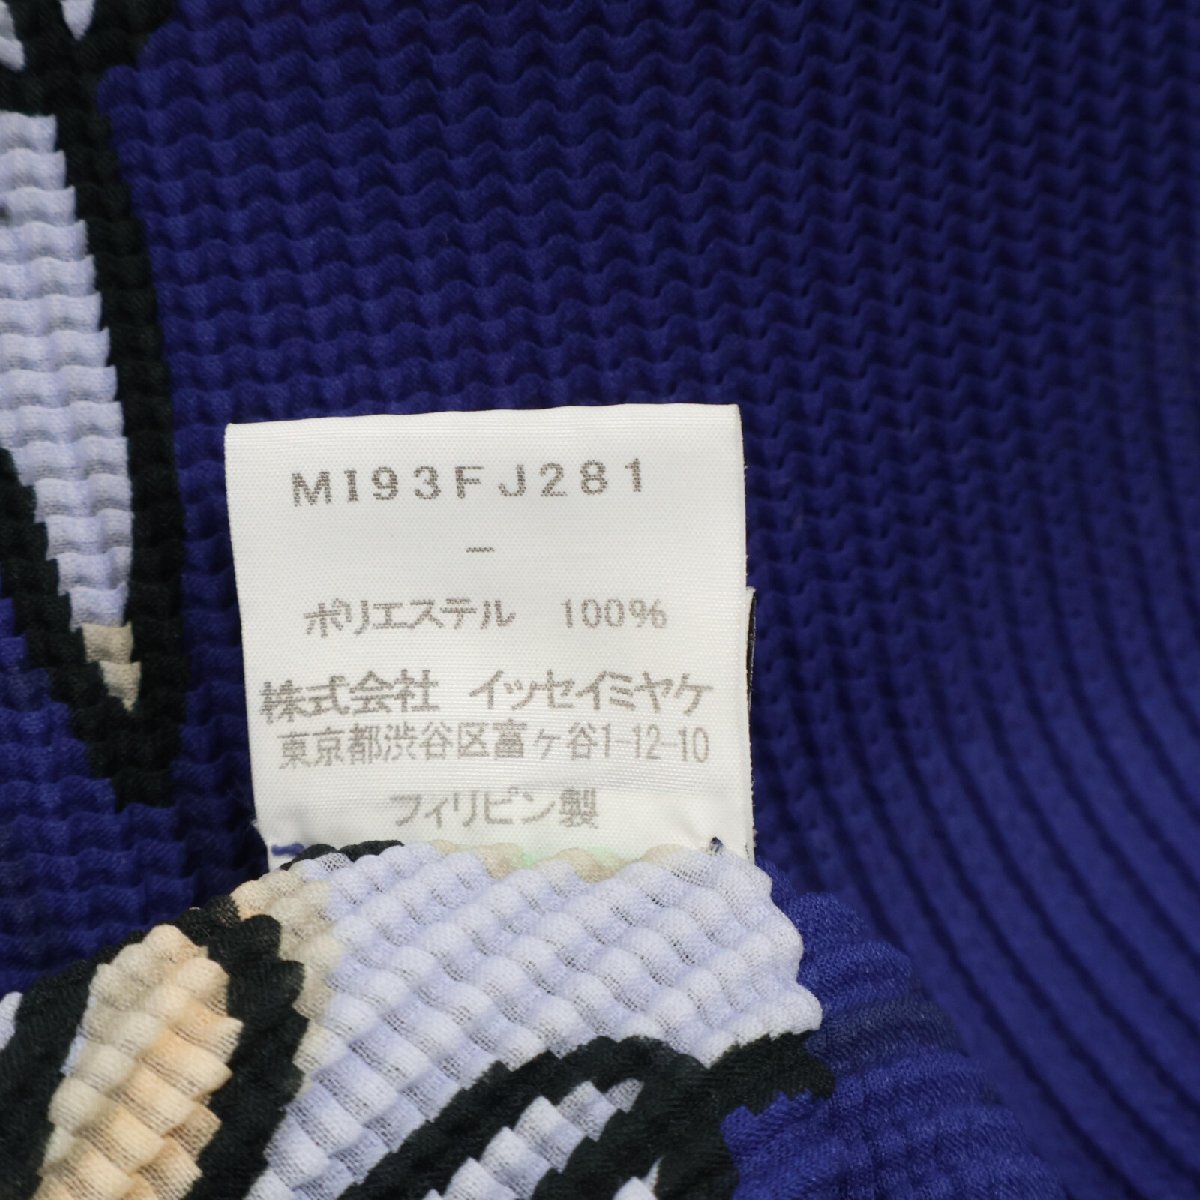 MI93FJ281
−
ポリエステル 100%
株式会社 イッセイミヤケ
東京都渋谷区富ヶ谷1-12-10
フィリピン製